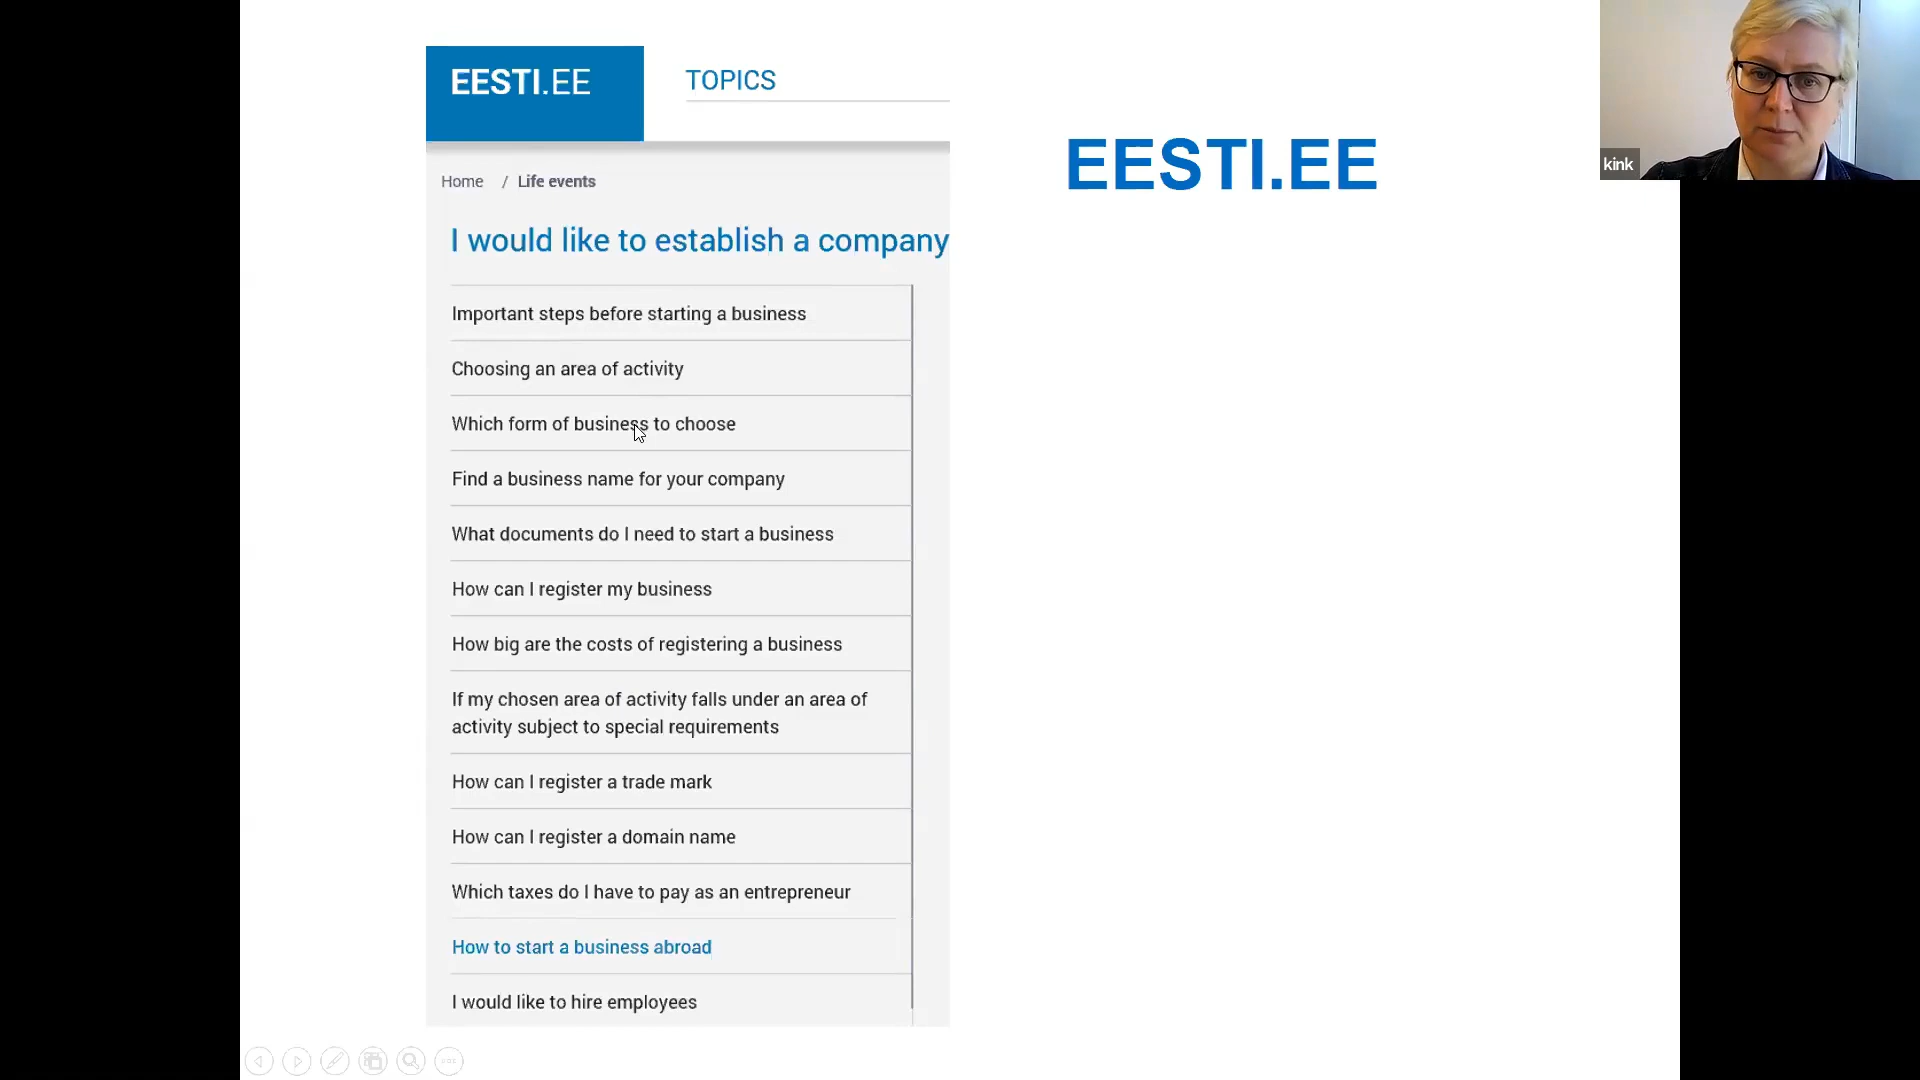 EESTI.EE
TOPICS
EESTI.EE
kink
Home / Life events
I would like to establish a company
Important steps before starting a business
Choosing an area of activity
Which form of business to choose
Find a business name for your company
What documents do I need to start a business
How can I register my business
How big are the costs of registering a business
If my chosen area of activity falls under an area of
activity subject to special requirements
How can I register a trade mark
How can I register a domain name
Which taxes do I have to pay as an entrepreneur
How to start a business abroad
I would like to hire employees